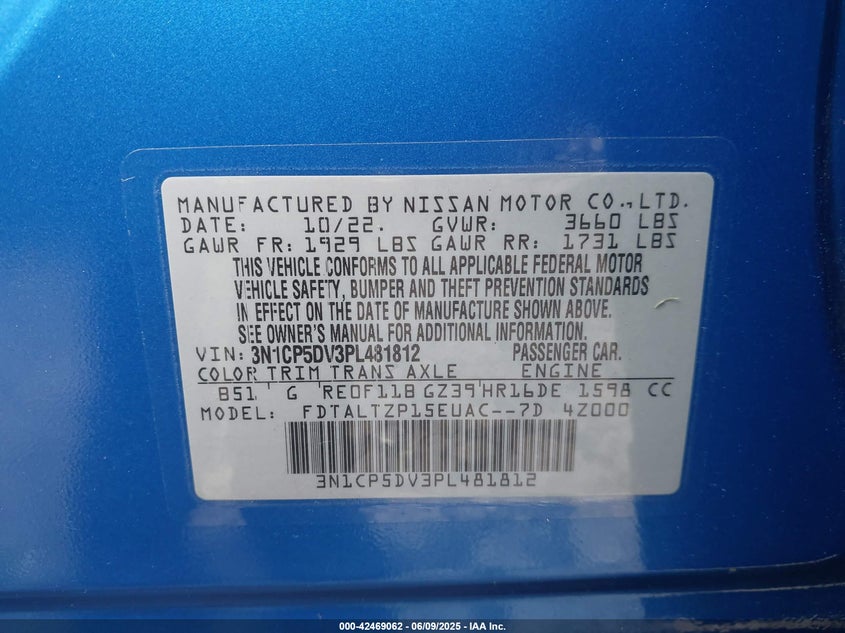 MANUFACTURED BY NISSAN MOTOR CO., LTD.
DATE: 10/22. GVWR: 3660 LBS
GAWR FR: 1929 LBS GAWR RR: 1731 LBS
THIS VEHICLE CONFORMS TO ALL APPLICABLE FEDERAL MOTOR
VEHICLE SAFETY, BUMPER AND THEFT PREVENTION STANDARDS
IN EFFECT ON THE DATE OF MANUFACTURE SHOWN ABOVE.
SEE OWNER'S MANUAL FOR ADDITIONAL INFORMATION.
VIN: 3N1CP5DV3PL481812 PASSENGER CAR.
COLOR TRIM TRANS AXLE ENGINE
B51 G RE0F11B GZ39 HR16DE 1598 CC
MODEL: FDTALTZP15EUAC--7D 4Z000
3N1CP5DV3PL481812
000-42469062 | 06/09/2025 - IAA Inc.